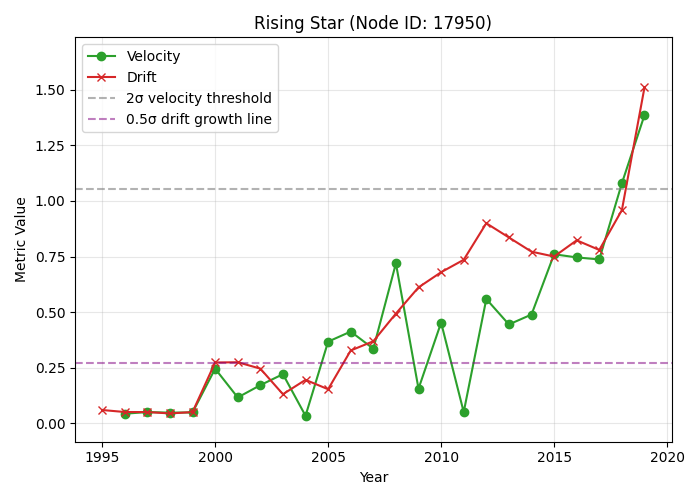 Rising Star (Node ID: 17950)
Velocity
Drift
2σ velocity threshold
0.5σ drift growth line
Metric Value
1.50
1.25
1.00
0.75
0.50
0.25
0.00
1995 2000 2005 2010 2015 2020
Year